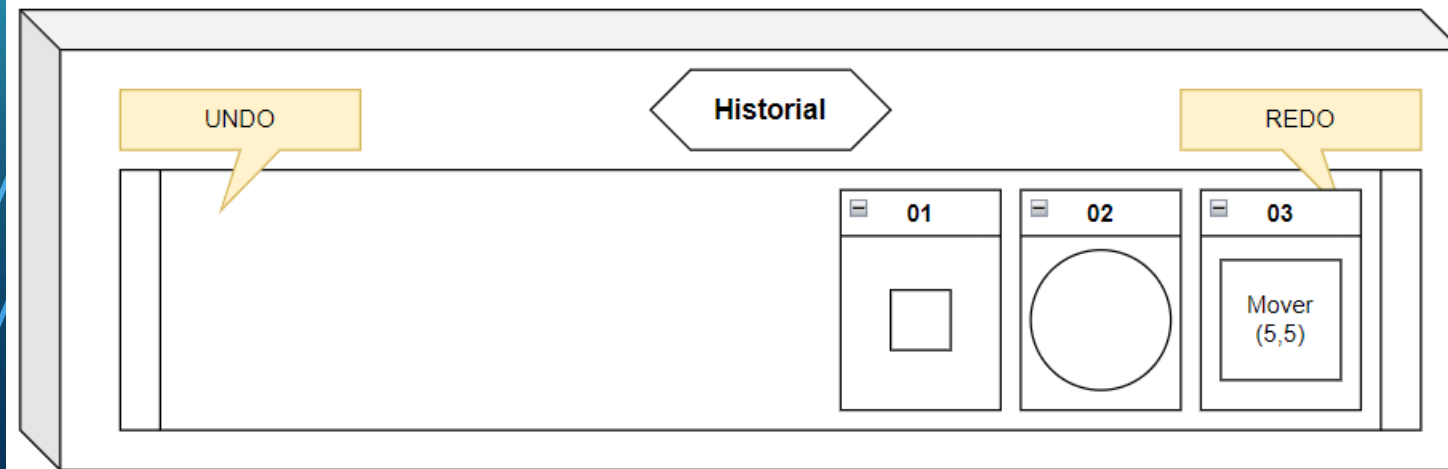 Historial
UNDO
REDO
01
02
03
Mover
(5,5)